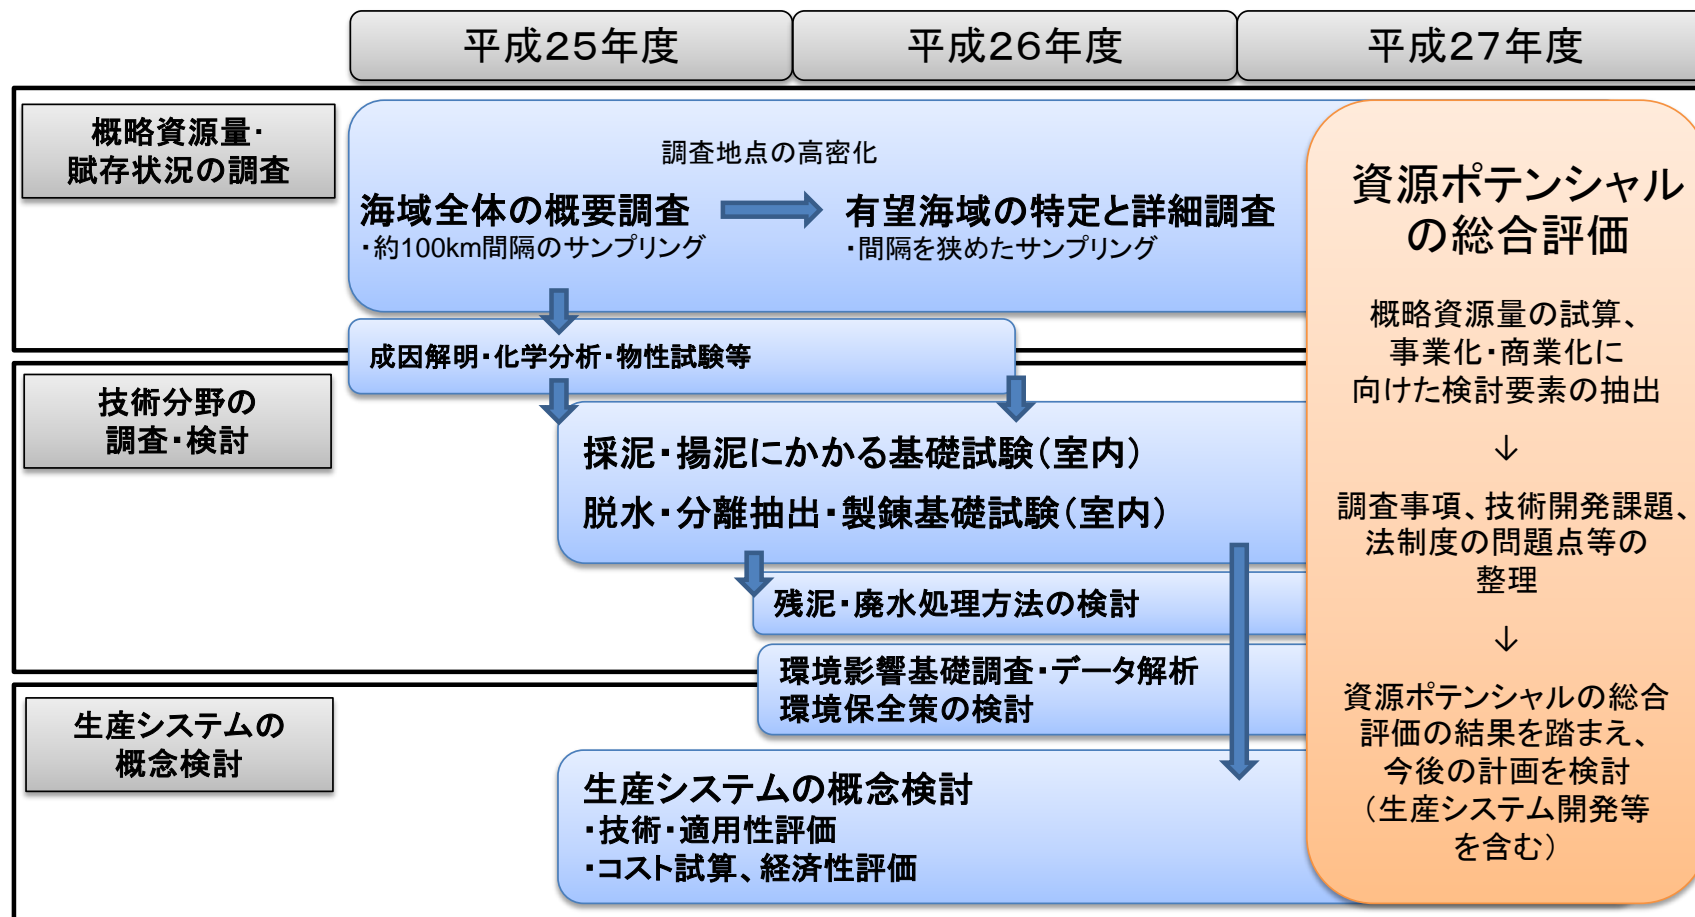 平成25年度
平成26年度
平成27年度
概略資源量・
賦存状況の調査
調査地点の高密化
海域全体の概要調査
・約100km間隔のサンプリング
有望海域の特定と詳細調査
・間隔を狭めたサンプリング
成因解明・化学分析・物性試験等
技術分野の
調査・検討
採泥・揚泥にかかる基礎試験（室内）
脱水・分離抽出・製錬基礎試験（室内）
残泥・廃水処理方法の検討
環境影響基礎調査・データ解析
環境保全策の検討
生産システムの
概念検討
生産システムの概念検討
・技術・適用性評価
・コスト試算、経済性評価
資源ポテンシャル
の総合評価
概略資源量の試算、
事業化・商業化に
向けた検討要素の抽出
↓
調査事項、技術開発課題、
法制度の問題点等の
整理
↓
資源ポテンシャルの総合
評価の結果を踏まえ、
今後の計画を検討
（生産システム開発等
を含む）